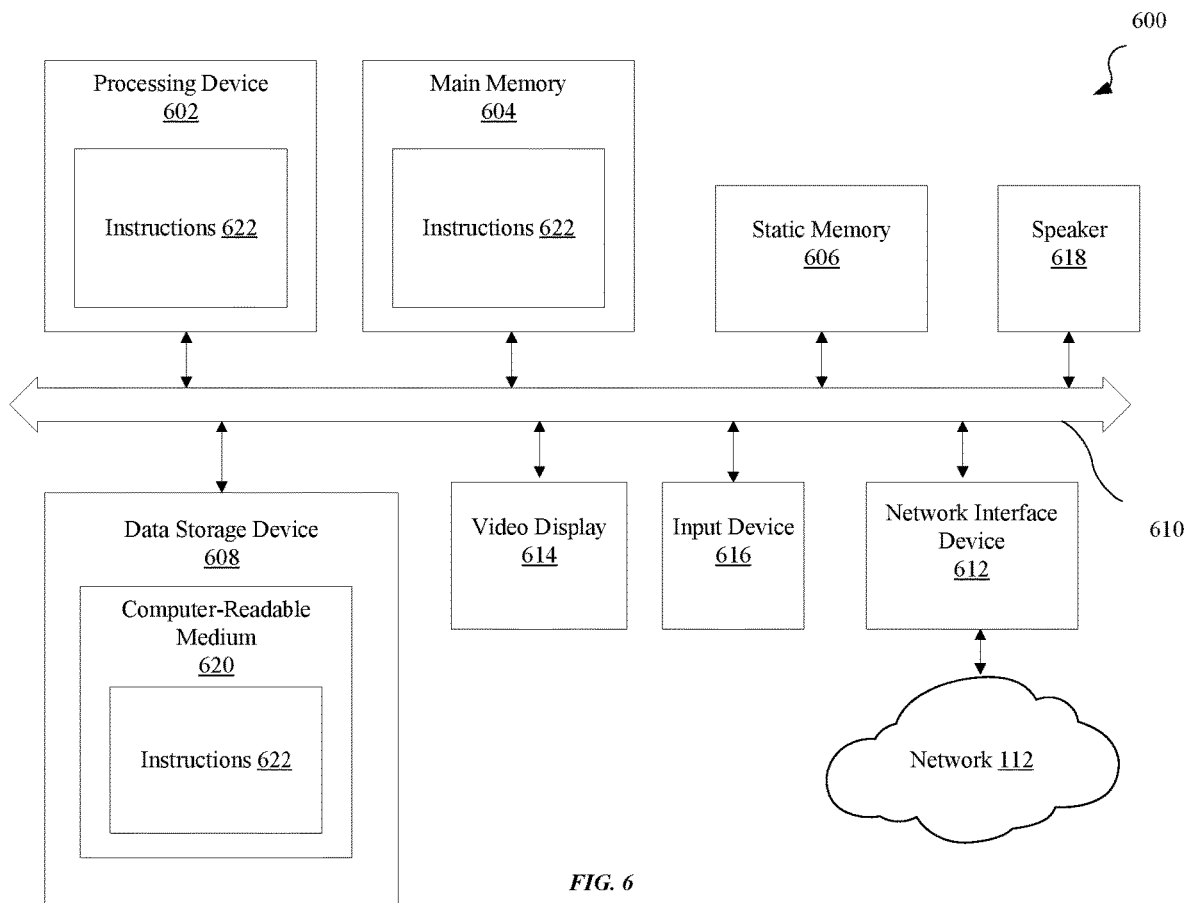 600
Processing Device
602
Instructions 622
Main Memory
604
Instructions 622
Static Memory
606
Speaker
618
610
Data Storage Device
608
Computer-Readable
Medium
620
Instructions 622
Video Display
614
Input Device
616
Network Interface
Device
612
Network 112
FIG. 6